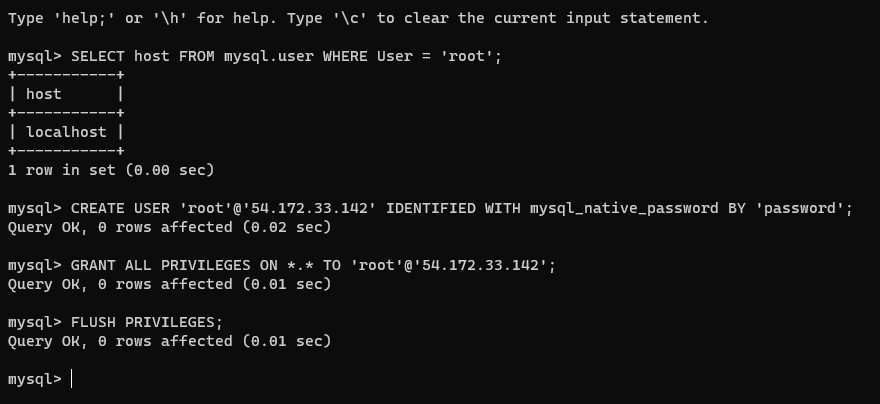 Type 'help;' or '\h' for help. Type '\c' to clear the current input statement.
mysql> SELECT host FROM mysql.user WHERE User = 'root';
+-----------+
| host      |
+-----------+
| localhost |
+-----------+
1 row in set (0.00 sec)
mysql> CREATE USER 'root'@'54.172.33.142' IDENTIFIED WITH mysql_native_password BY 'password';
Query OK, 0 rows affected (0.02 sec)
mysql> GRANT ALL PRIVILEGES ON *.* TO 'root'@'54.172.33.142';
Query OK, 0 rows affected (0.01 sec)
mysql> FLUSH PRIVILEGES;
Query OK, 0 rows affected (0.01 sec)
mysql>